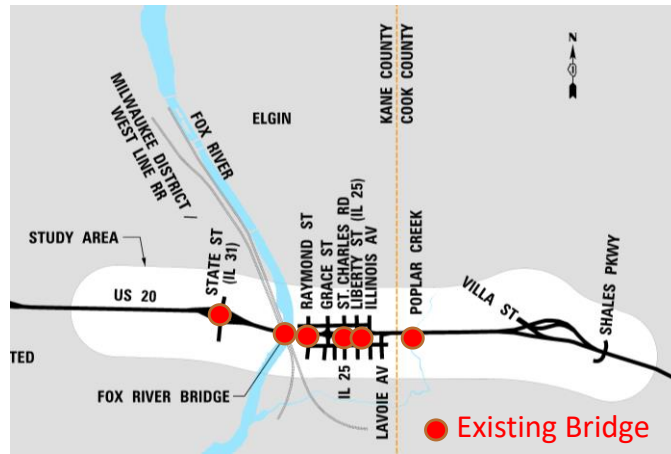 N
KANE COUNTY
COOK COUNTY
MILWAUKEE DISTRICT
WEST LINE RR
FOX RIVER
ELGIN
STUDY AREA
STATE ST
(IL 31)
RAYMOND ST
GRACE ST
ST. CHARLES RD
LIBERTY ST (IL 25)
ILLINOIS AV
POPLAR CREEK
US 20
VILLA ST
SHALES PKWY
TED
FOX RIVER BRIDGE
IL 25
LAVOIE AV
Existing Bridge